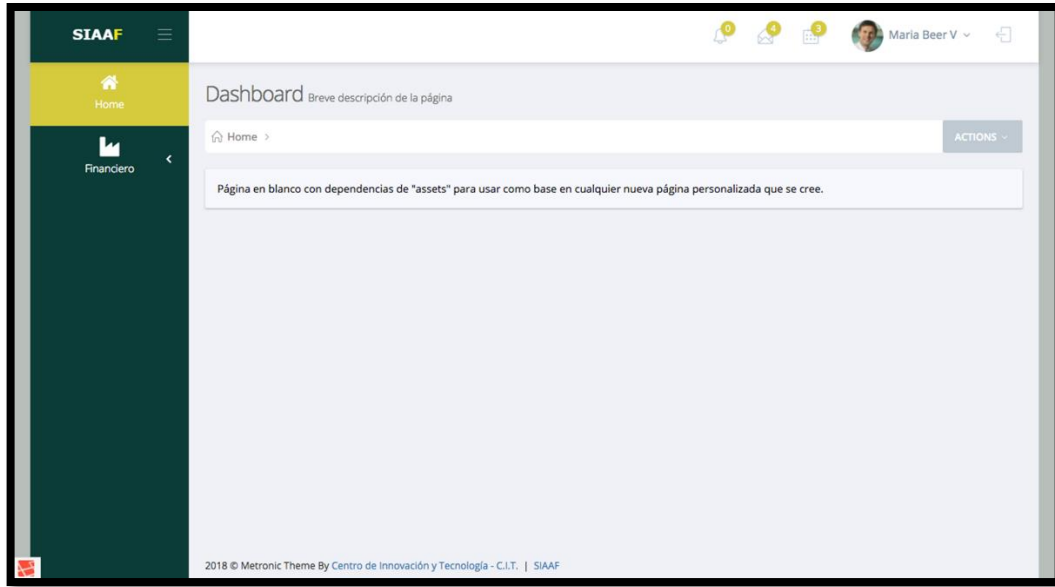 SIAAF
0
4
3
Maria Beer V
Home
Financiero
Dashboard Breve descripción de la página
Home >
ACTIONS
Página en blanco con dependencias de "assets" para usar como base en cualquier nueva página personalizada que se cree.
2018 © Metronic Theme By Centro de Innovación y Tecnología - C.I.T. | SIAAF